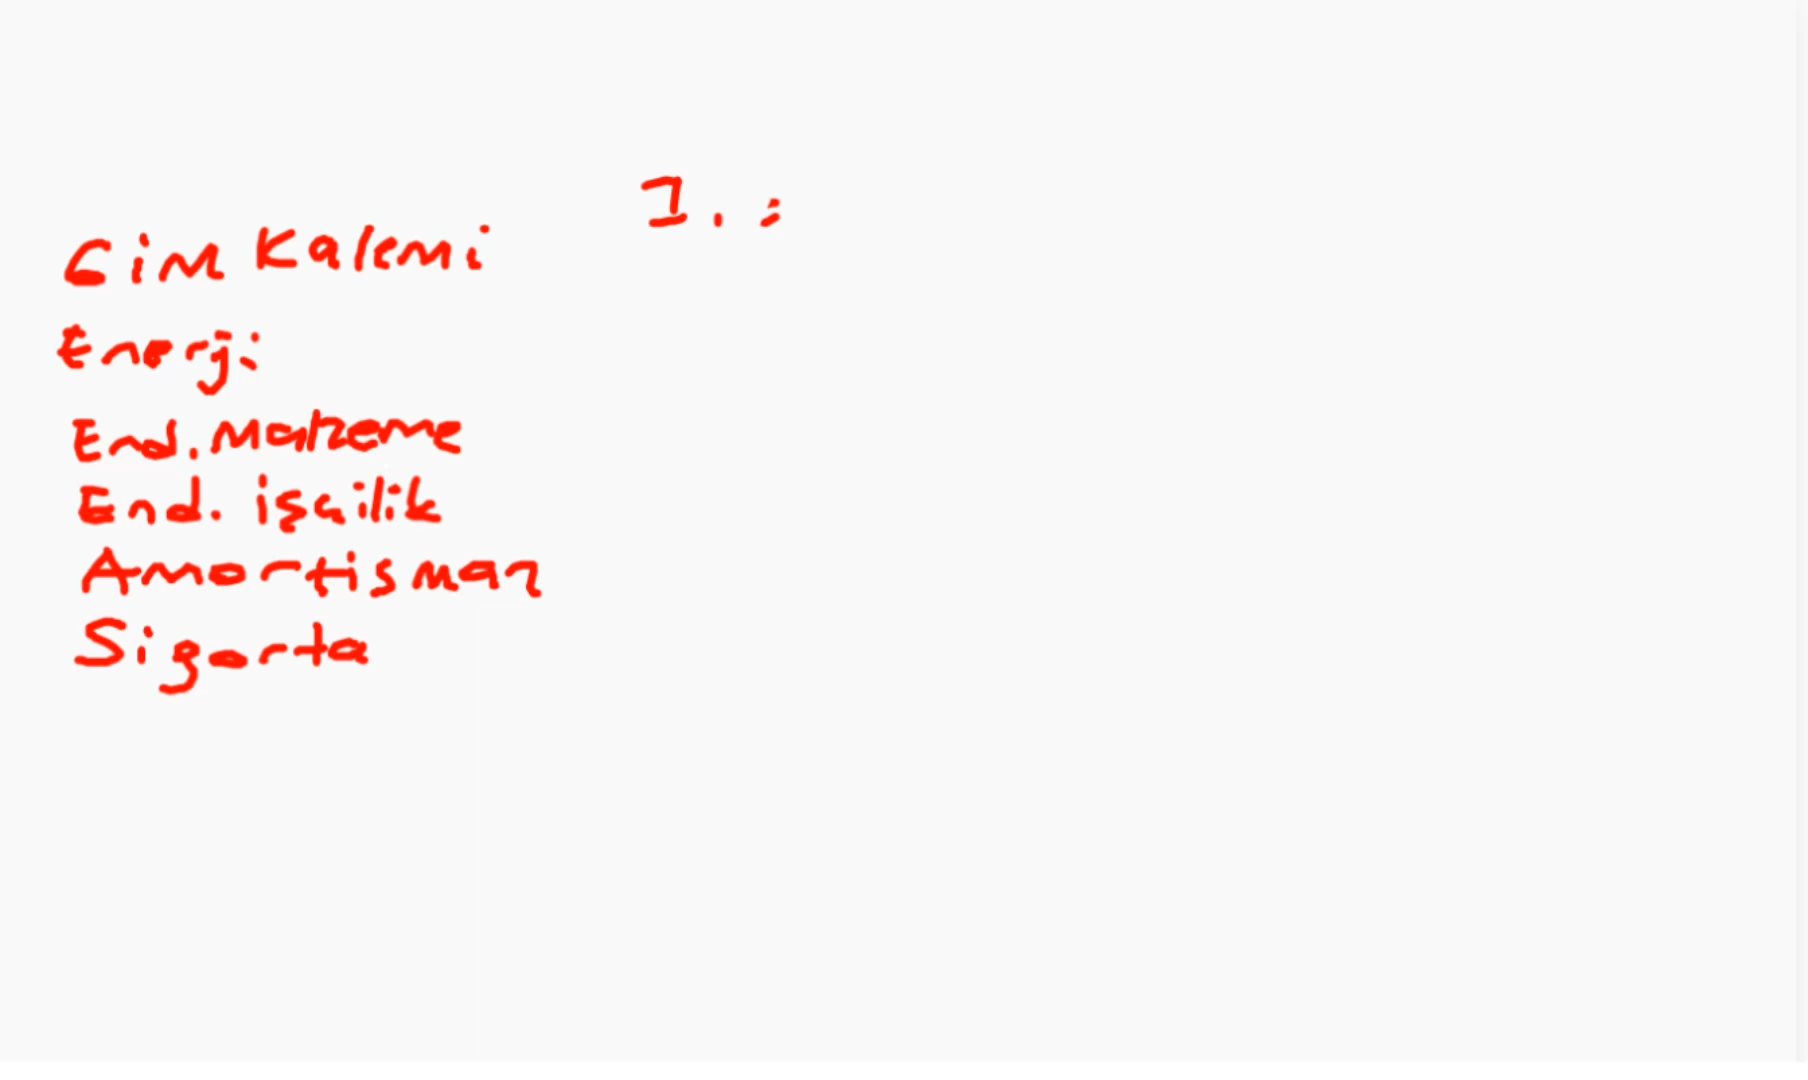 Gim Kalemi
Enerji
End. Malzeme
End. işçilik
Amortisman
Sigorta